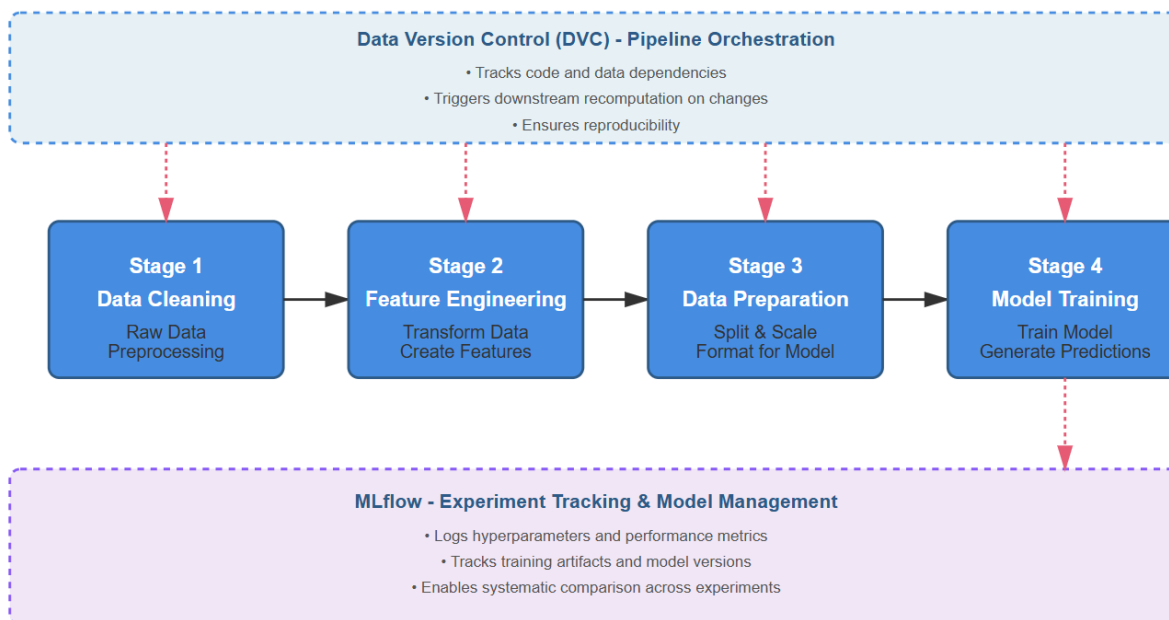 Data Version Control (DVC) - Pipeline Orchestration
• Tracks code and data dependencies
• Triggers downstream recomputation on changes
• Ensures reproducibility
Stage 1
Data Cleaning
Raw Data
Preprocessing
Stage 2
Feature Engineering
Transform Data
Create Features
Stage 3
Data Preparation
Split & Scale
Format for Model
Stage 4
Model Training
Train Model
Generate Predictions
MLflow - Experiment Tracking & Model Management
• Logs hyperparameters and performance metrics
• Tracks training artifacts and model versions
• Enables systematic comparison across experiments